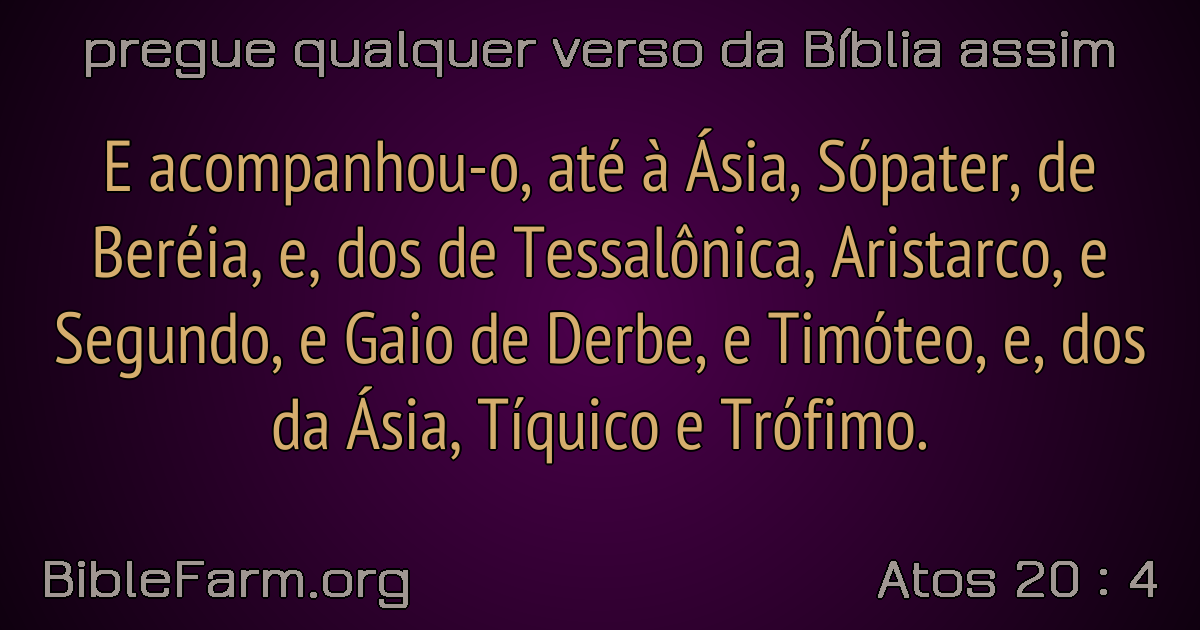 pregue qualquer verso da Bíblia assim
E acompanhou-o, até à Ásia, Sópater, de
Beréia, e, dos de Tessalônica, Aristarco, e
Segundo, e Gaio de Derbe, e Timóteo, e, dos
da Ásia, Tíquico e Trófimo.
BibleFarm.org
Atos 20 : 4